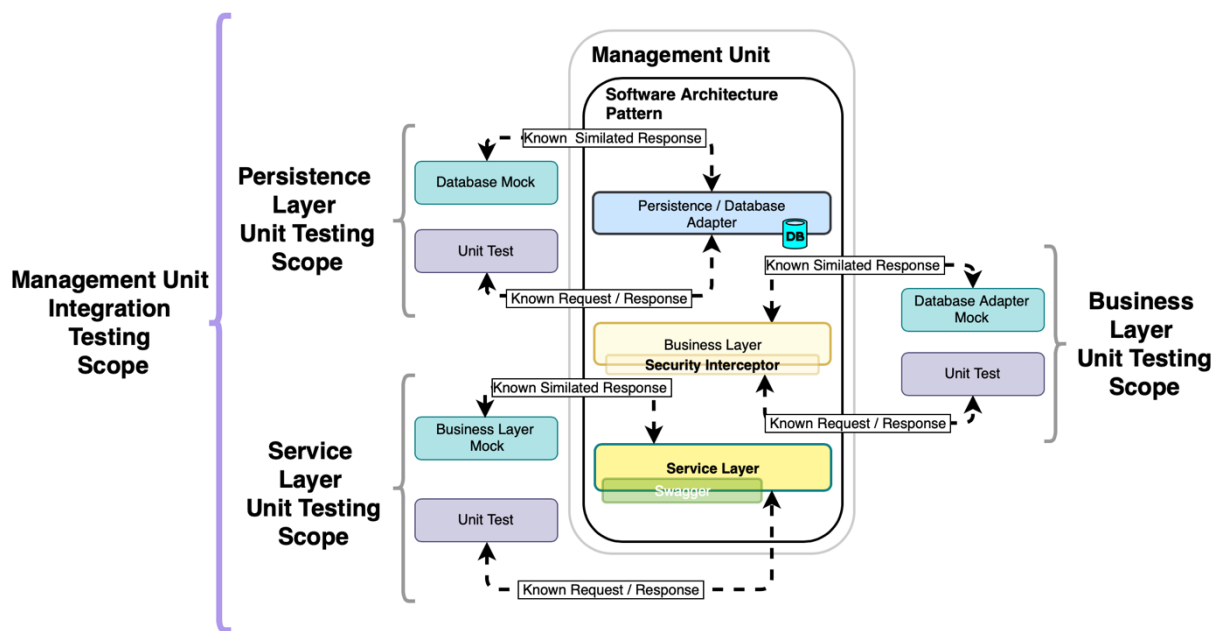 Management Unit
Software Architecture
Pattern
Known  Similated Response
Persistence
Layer
Unit Testing
Scope
Database Mock
Unit Test
Known Request / Response
Persistence / Database
Adapter
DB
Management Unit
Integration
Testing
Scope
Known Similated Response
Database Adapter
Mock
Unit Test
Known Request / Response
Business
Layer
Unit Testing
Scope
Business Layer
Security Interceptor
Known Similated Response
Business Layer
Mock
Unit Test
Service
Layer
Unit Testing
Scope
Service Layer
Swagger
Known Request / Response